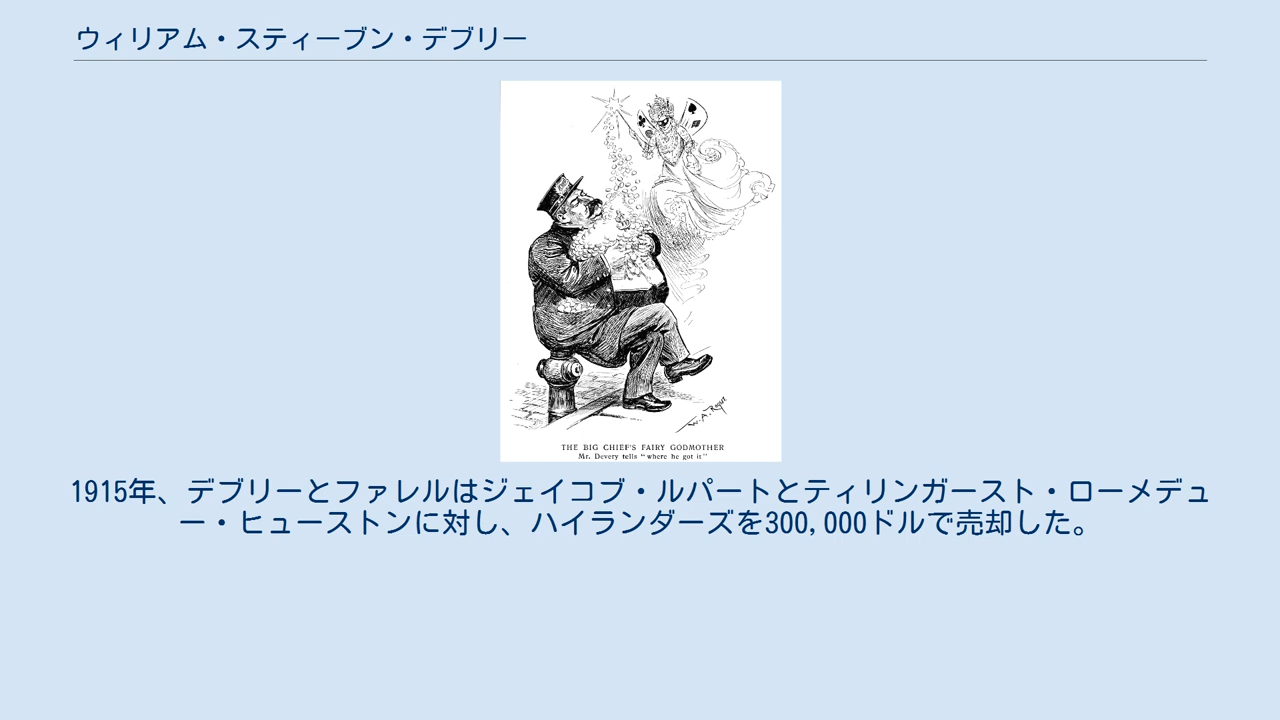 ウィリアム・スティーブン・デブリー
THE BIG CHIEF'S FAIRY GODMOTHER
Mr. Devery tells "where he got it"
1915年、デブリーとファレルはジェイコブ・ルパートとティリンガースト・ローメデュ
ー・ヒューストンに対し、ハイランダーズを300,000ドルで売却した。